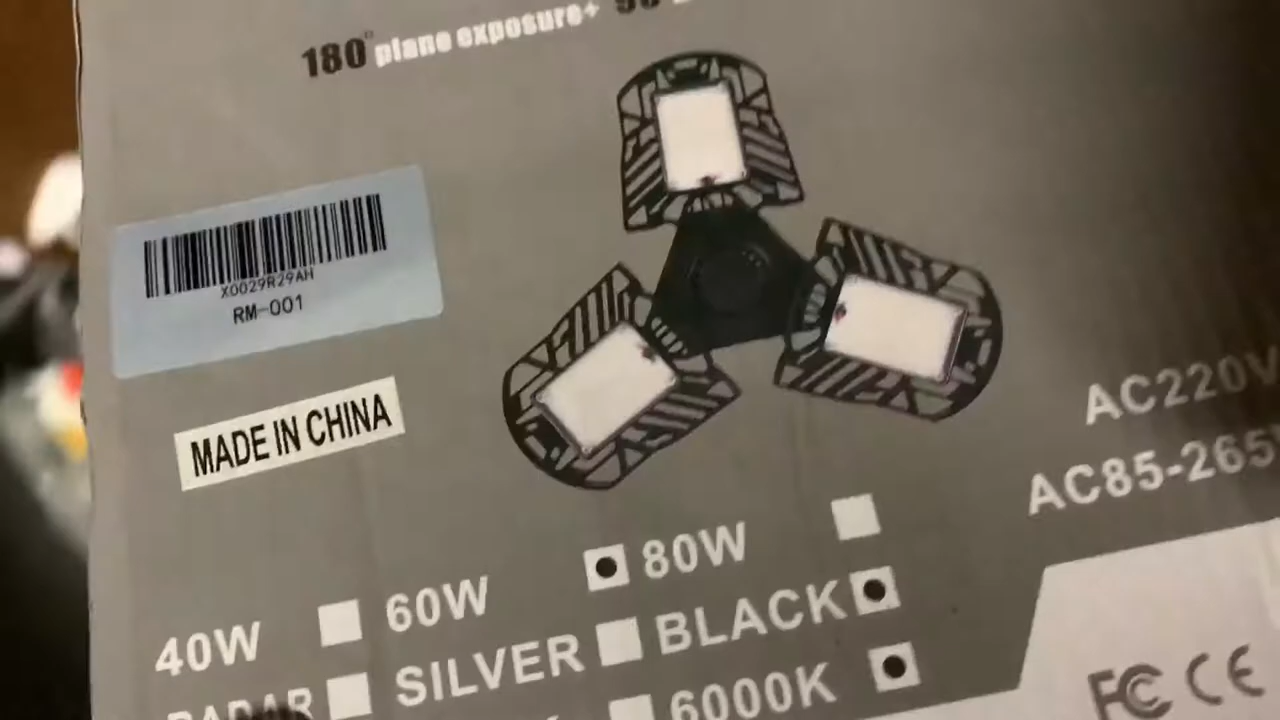 180° plane exposure+
X0029R29AH
RM-001
MADE IN CHINA
AC220V
AC85-265
40W 60W 80W
RADAR SILVER BLACK
6000K
FC CE